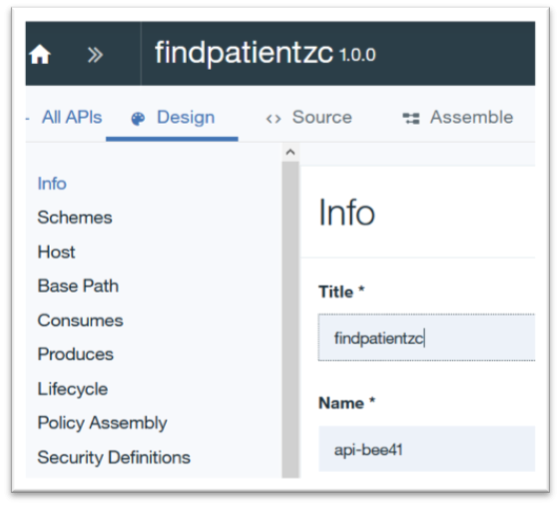 findpatientzc 1.0.0
All APIs Design <> Source Assemble
Info
Schemes
Host
Base Path
Consumes
Produces
Lifecycle
Policy Assembly
Security Definitions
Info
Title *
findpatientzc
Name *
api-bee41